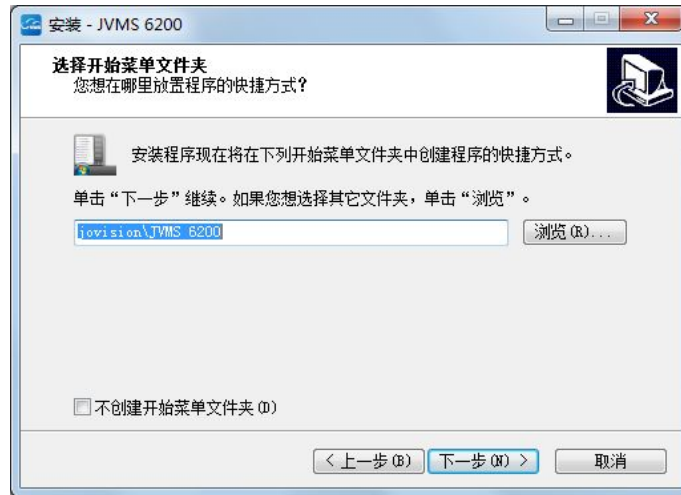 安装 - JVMS 6200
选择开始菜单文件夹
您想在哪里放置程序的快捷方式?
安装程序现在将在下列开始菜单文件夹中创建程序的快捷方式。
单击“下一步”继续。如果您想选择其它文件夹，单击“浏览”。
jovision\JVMS 6200
浏览(R)...
不创建开始菜单文件夹(D)
< 上一步(B)
下一步(N) >
取消